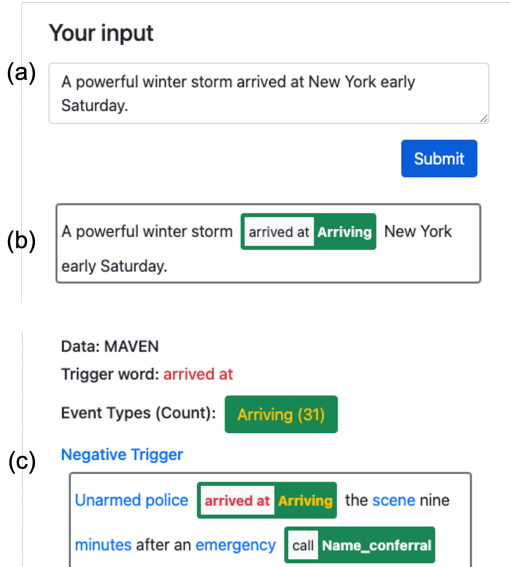 Your input
(a)
A powerful winter storm arrived at New York early
Saturday.
Submit
(b)
A powerful winter storm arrived at Arriving New York
early Saturday.
Data: MAVEN
Trigger word: arrived at
Event Types (Count): Arriving (31)
(c)
Negative Trigger
Unarmed police arrived at Arriving the scene nine
minutes after an emergency call Name_conferral